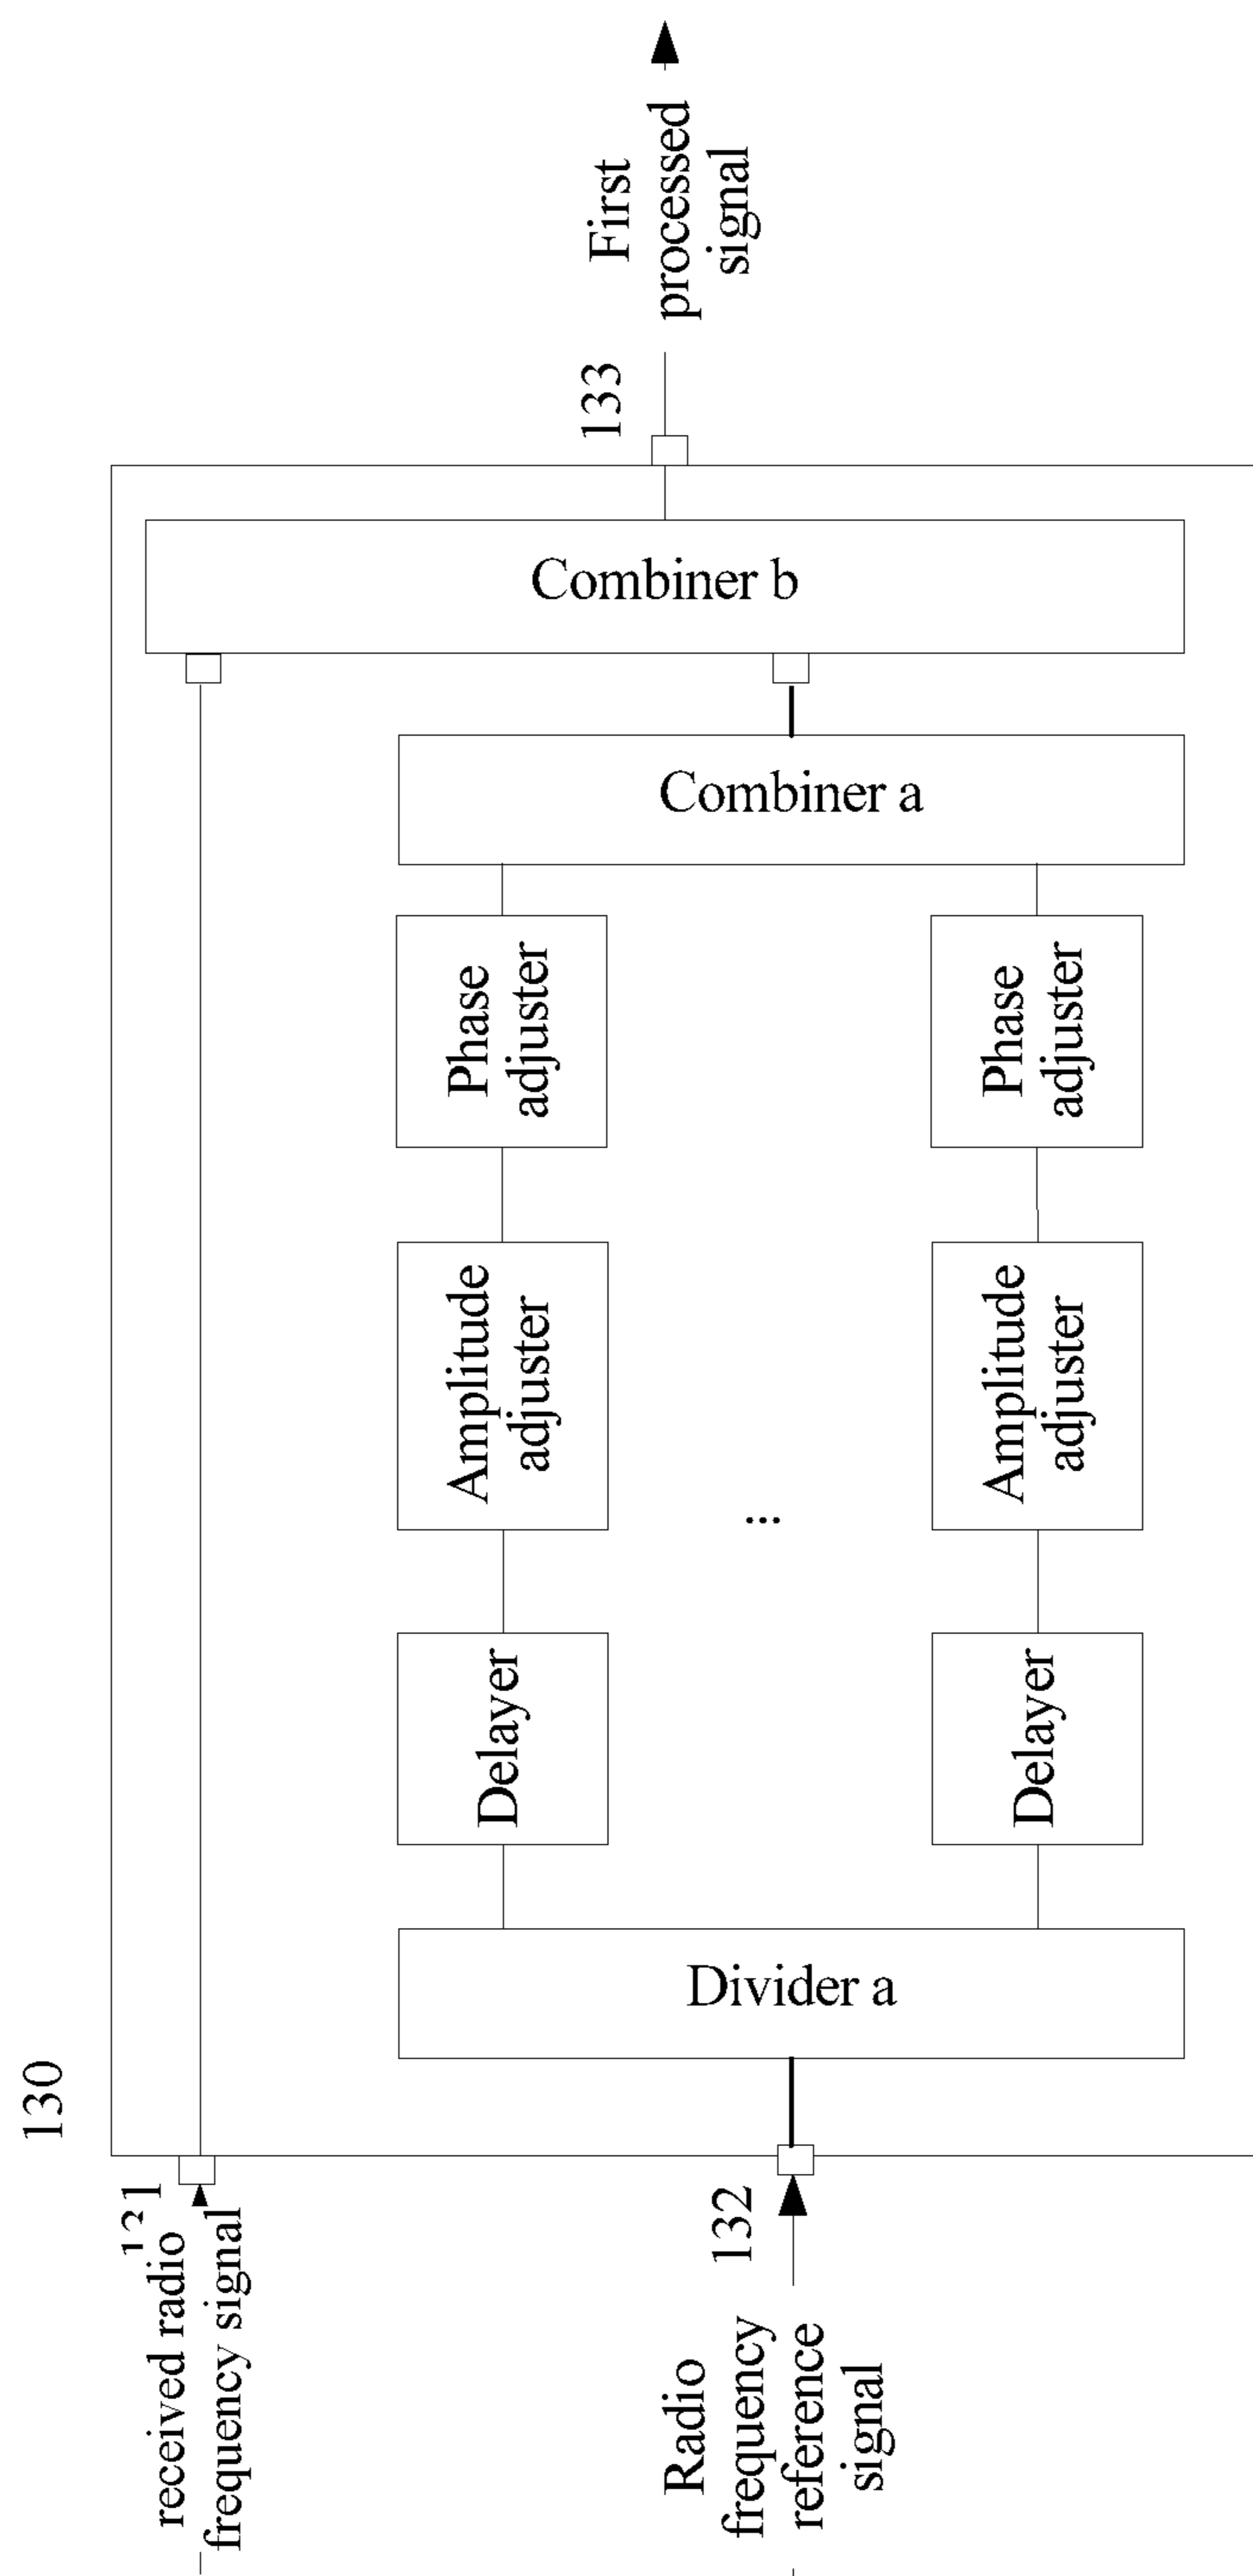 130
received radio
frequency signal
Radio
frequency
reference
signal
132
Divider a
Delayer
Amplitude
adjuster
Phase
adjuster
...
Delayer
Amplitude
adjuster
Phase
adjuster
Combiner a
Combiner b
133
First
processed
signal